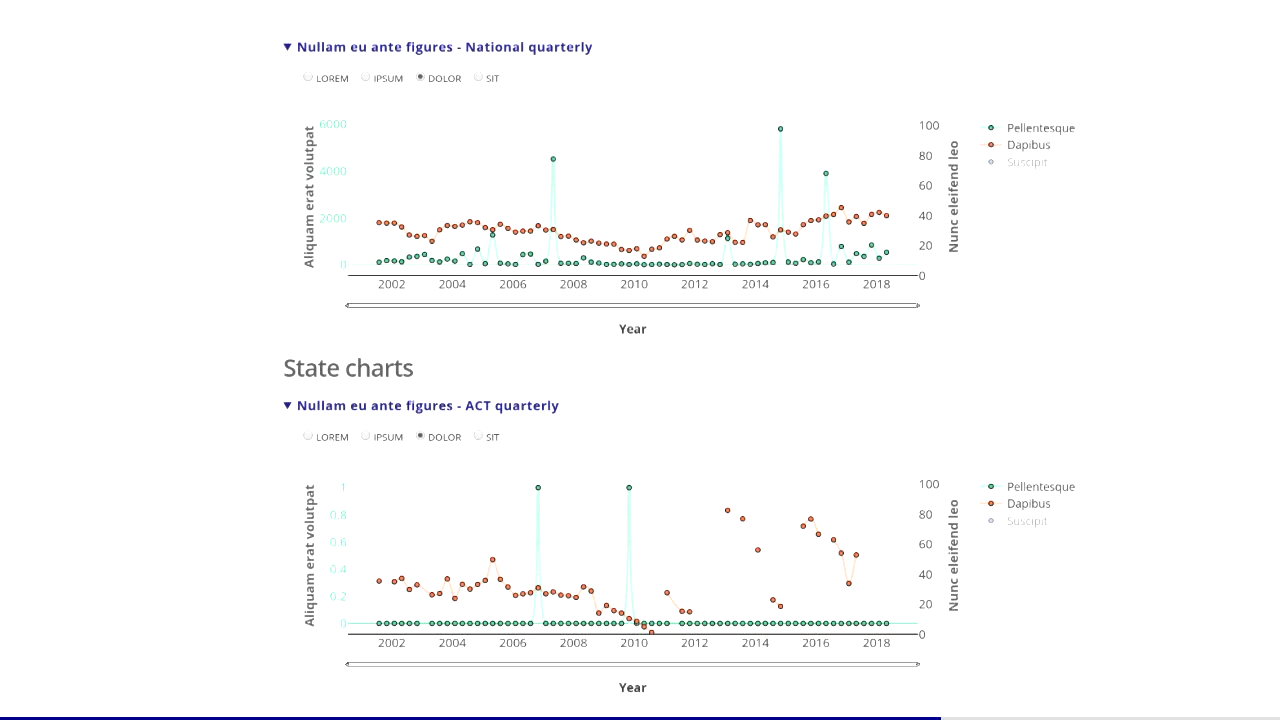 ▼ Nullam eu ante figures - National quarterly
LOREM IPSUM DOLOR SIT
Aliquam erat volutpat
6000
4000
2000
0
100
80
60
40
20
0
Nunc eleifend leo
Pellentesque
Dapibus
Suscipit
2002 2004 2006 2008 2010 2012 2014 2016 2018
Year
State charts
▼ Nullam eu ante figures - ACT quarterly
LOREM IPSUM DOLOR SIT
Aliquam erat volutpat
1
0.8
0.6
0.4
0.2
0
100
80
60
40
20
0
Nunc eleifend leo
Pellentesque
Dapibus
Suscipit
2002 2004 2006 2008 2010 2012 2014 2016 2018
Year